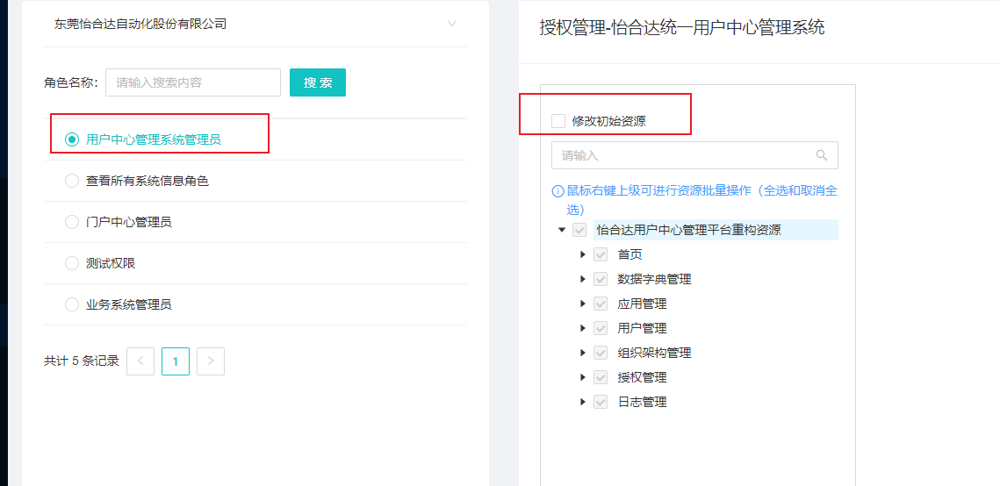 东莞怡合达自动化股份有限公司
角色名称:
请输入搜索内容
搜 索
用户中心管理系统管理员
查看所有系统信息角色
门户中心管理员
测试权限
业务系统管理员
共计 5 条记录
1
授权管理-怡合达统一用户中心管理系统
修改初始资源
请输入
鼠标右键上级可进行资源批量操作（全选和取消全
选）
怡合达用户中心管理平台重构资源
首页
数据字典管理
应用管理
用户管理
组织架构管理
授权管理
日志管理